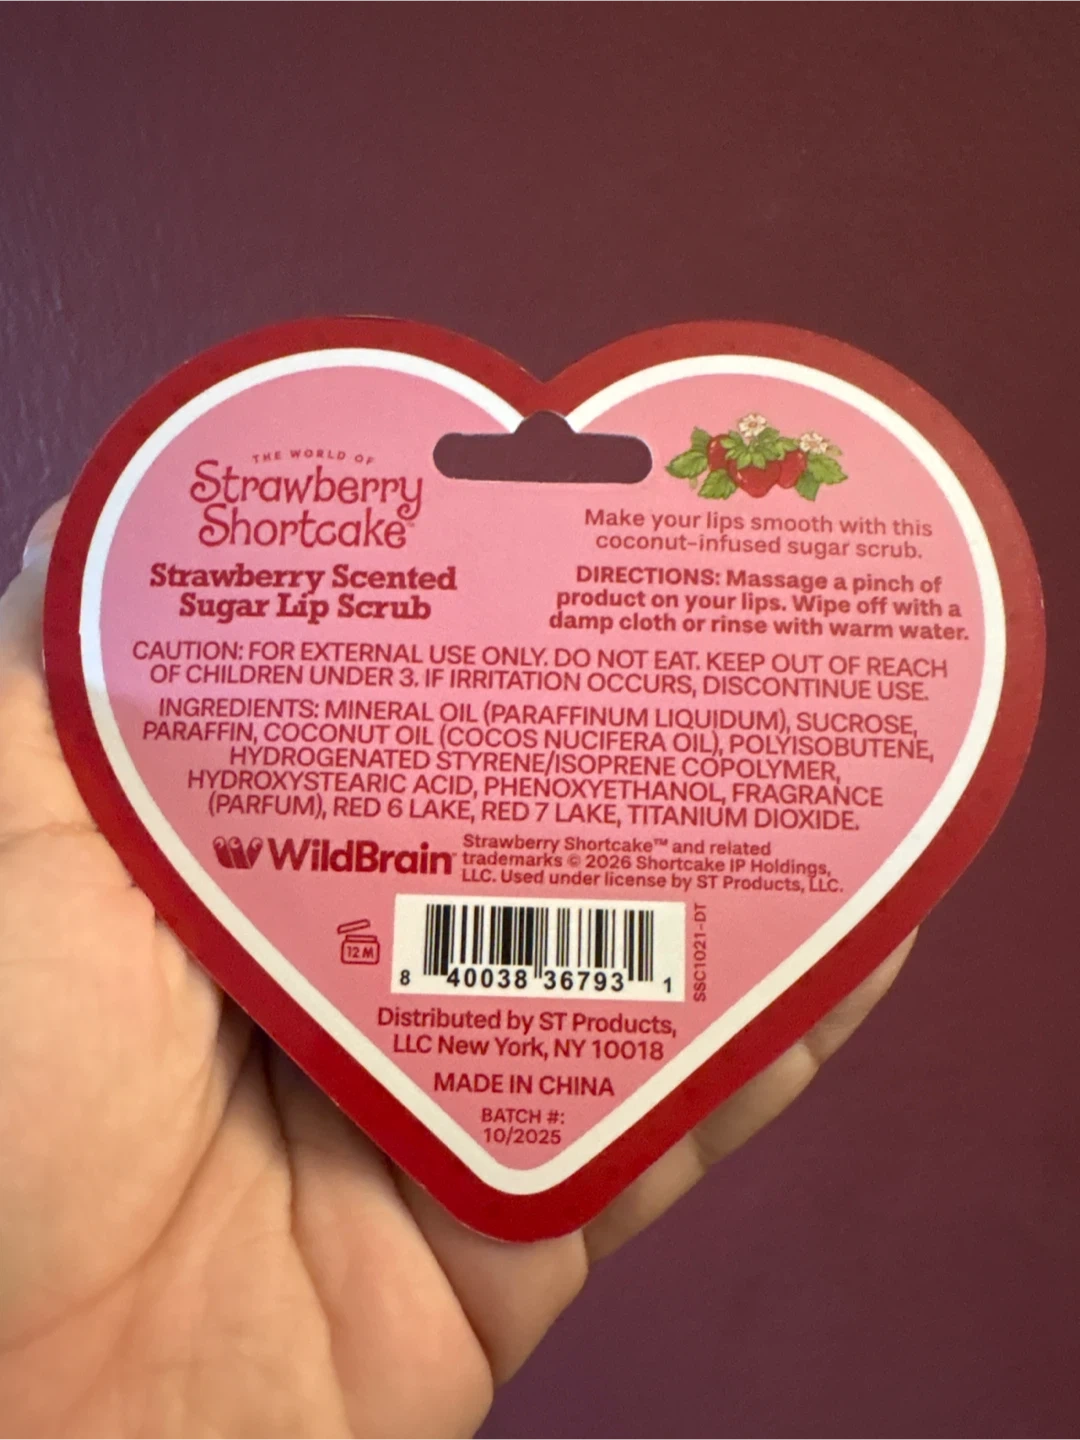 THE WORLD OF
Strawberry
Shortcake™
Strawberry Scented
Sugar Lip Scrub
Make your lips smooth with this
coconut-infused sugar scrub.
DIRECTIONS: Massage a pinch of
product on your lips. Wipe off with a
damp cloth or rinse with warm water.
CAUTION: FOR EXTERNAL USE ONLY. DO NOT EAT. KEEP OUT OF REACH
OF CHILDREN UNDER 3. IF IRRITATION OCCURS, DISCONTINUE USE.
INGREDIENTS: MINERAL OIL (PARAFFINUM LIQUIDUM), SUCROSE,
PARAFFIN, COCONUT OIL (COCOS NUCIFERA OIL), POLYISOBUTENE,
HYDROGENATED STYRENE/ISOPRENE COPOLYMER,
HYDROXYSTEARIC ACID, PHENOXYETHANOL, FRAGRANCE
(PARFUM), RED 6 LAKE, RED 7 LAKE, TITANIUM DIOXIDE.
WildBrain™
Strawberry Shortcake™ and related
trademarks © 2026 Shortcake IP Holdings,
LLC. Used under license by ST Products, LLC.
12 M
8 40038 36793 1
SSC1021-DT
Distributed by ST Products,
LLC New York, NY 10018
MADE IN CHINA
BATCH #:
10/2025